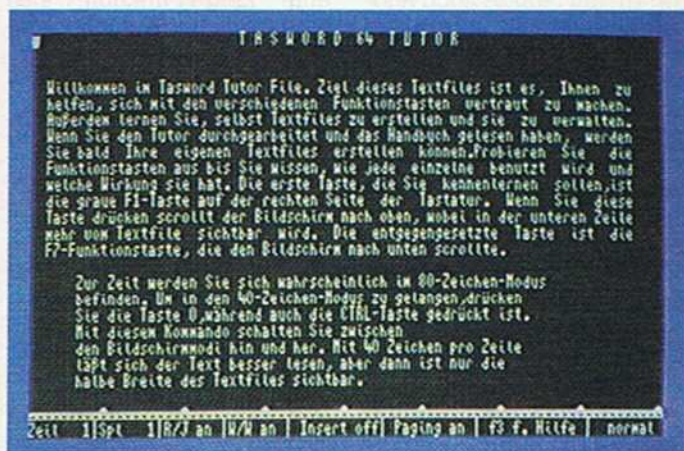 TASWORD 64 TUTOR
Willkommen im Tasword Tutor File. Ziel dieses Textfiles ist es, Ihnen zu
helfen, sich mit den verschiedenen Funktionstasten vertraut zu machen.
Außerdem lernen Sie, selbst Textfiles zu erstellen und sie zu verwalten.
Wenn Sie den Tutor durchgearbeitet und das Handbuch gelesen haben, werden
Sie bald Ihre eigenen Textfiles erstellen können.Probieren Sie die
Funktionstasten aus bis Sie wissen, wie jede einzelne benutzt wird und
welche Wirkung sie hat. Die erste Taste, die Sie kennenlernen sollen,ist
die graue F1-Taste auf der rechten Seite der Tastatur. Wenn Sie diese
Taste drücken scrollt der Bildschirm nach oben, wobei in der unteren Zeile
mehr vom Textfile sichtbar wird. Die entgegengesetzte Taste ist die
F7-Funktionstaste, die den Bildschirm nach unten scrollte.
Zur Zeit werden Sie sich wahrscheinlich im 80-Zeichen-Modus
befinden. Um in den 40-Zeichen-Modus zu gelangen,drücken
Sie die Taste O,während auch die CTRL-Taste gedrückt ist.
Mit diesem Kommando schalten Sie zwischen
den Bildschirmmodi hin und her. Mit 40 Zeichen pro Zeile
läßt sich der Text besser lesen, aber dann ist nur die
halbe Breite des Textfiles sichtbar.
Zeil 1|Spt 1|R/J an |W/W an | Insert off| Paging an | f3 f. Hilfe | normal